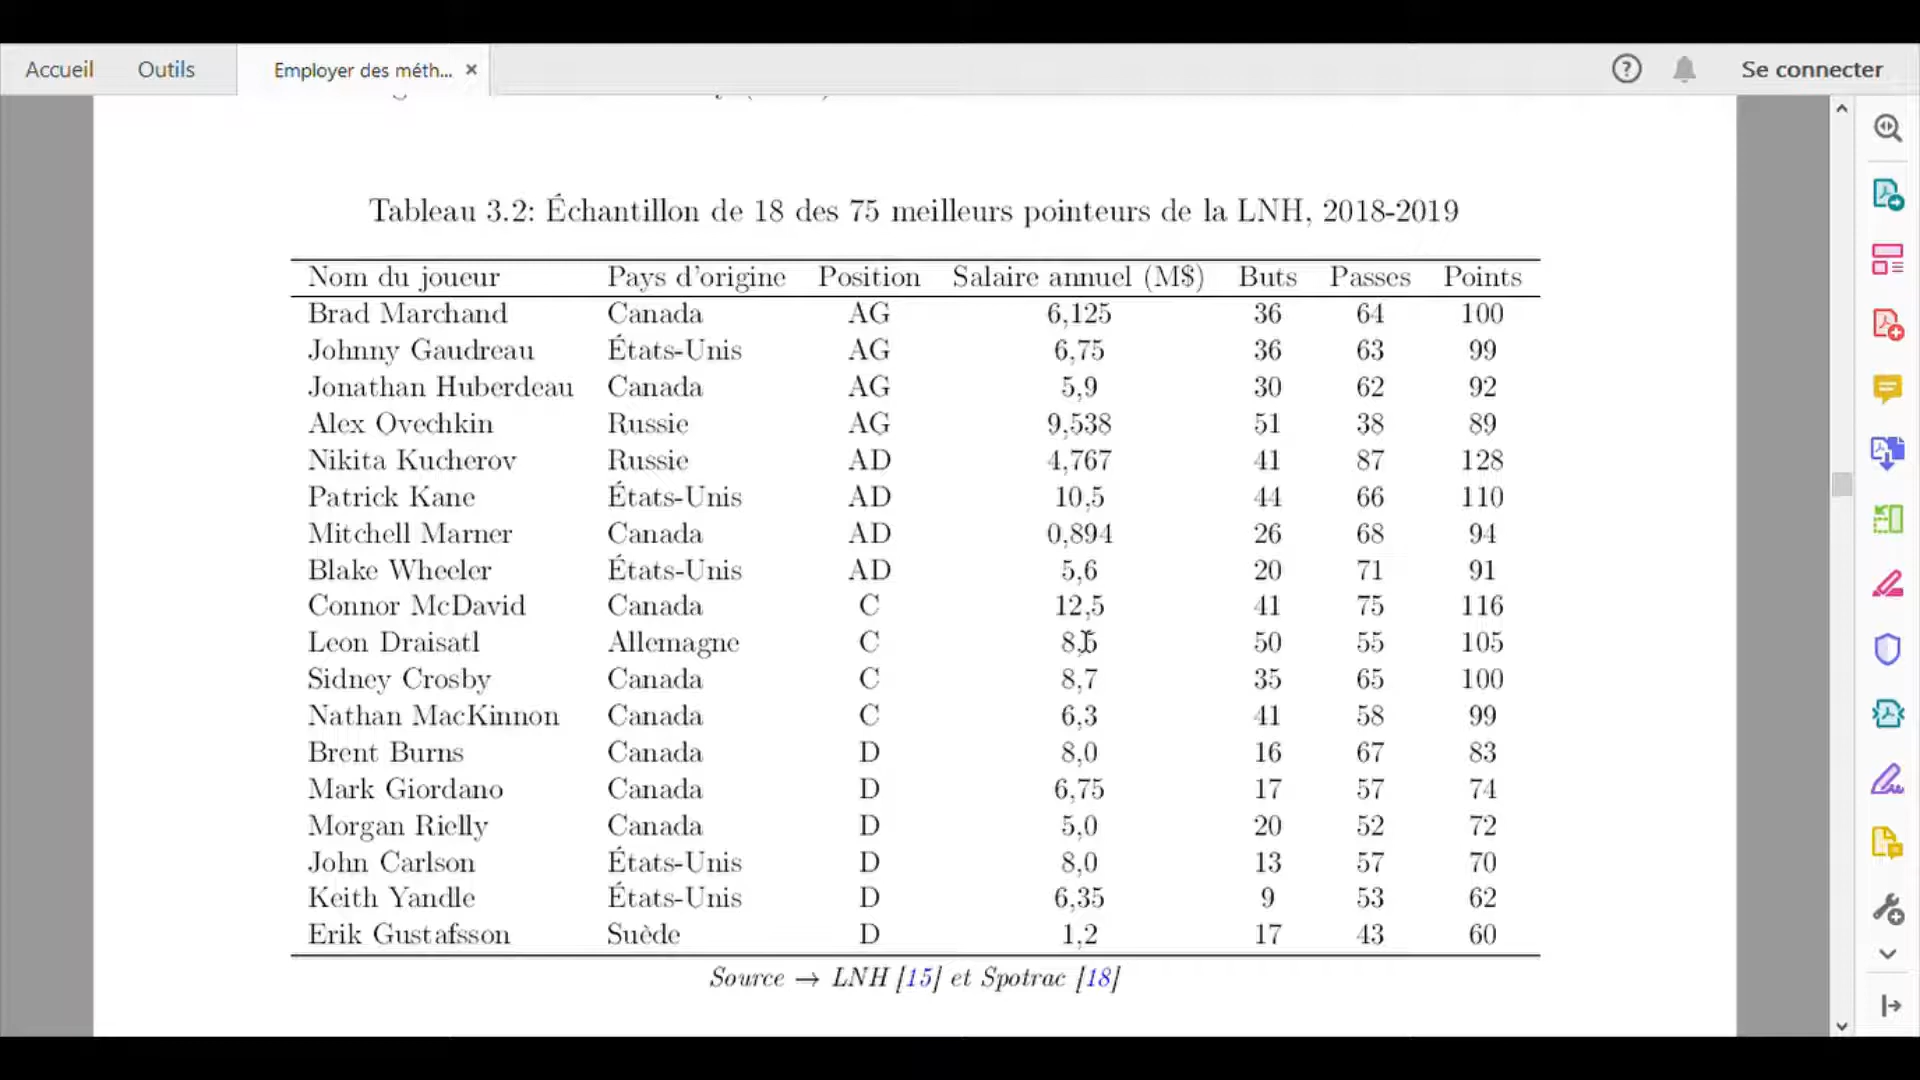 Accueil Outils Employer des méth... × ? Se connecter
Tableau 3.2: Échantillon de 18 des 75 meilleurs pointeurs de la LNH, 2018-2019
Nom du joueur Pays d'origine Position Salaire annuel (M$) Buts Passes Points
Brad Marchand Canada AG 6,125 36 64 100
Johnny Gaudreau États-Unis AG 6,75 36 63 99
Jonathan Huberdeau Canada AG 5,9 30 62 92
Alex Ovechkin Russie AG 9,538 51 38 89
Nikita Kucherov Russie AD 4,767 41 87 128
Patrick Kane États-Unis AD 10,5 44 66 110
Mitchell Marner Canada AD 0,894 26 68 94
Blake Wheeler États-Unis AD 5,6 20 71 91
Connor McDavid Canada C 12,5 41 75 116
Leon Draisatl Allemagne C 8,5 50 55 105
Sidney Crosby Canada C 8,7 35 65 100
Nathan MacKinnon Canada C 6,3 41 58 99
Brent Burns Canada D 8,0 16 67 83
Mark Giordano Canada D 6,75 17 57 74
Morgan Rielly Canada D 5,0 20 52 72
John Carlson États-Unis D 8,0 13 57 70
Keith Yandle États-Unis D 6,35 9 53 62
Erik Gustafsson Suède D 1,2 17 43 60
Source → LNH [15] et Spotrac [18]